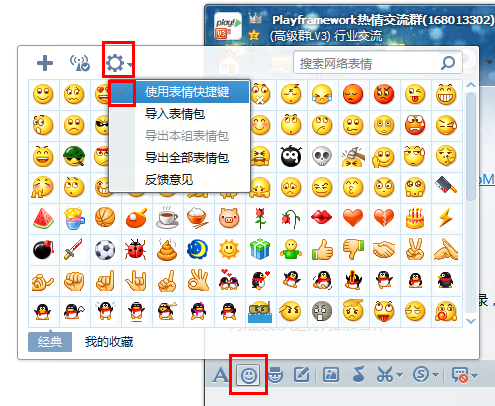 play!
Playframework热情交流群(168013302)
(高级群LV3) 行业交流
搜索网络表情
使用表情快捷键
导入表情包
导出本组表情包
导出全部表情包
反馈意见
经典
我的收藏